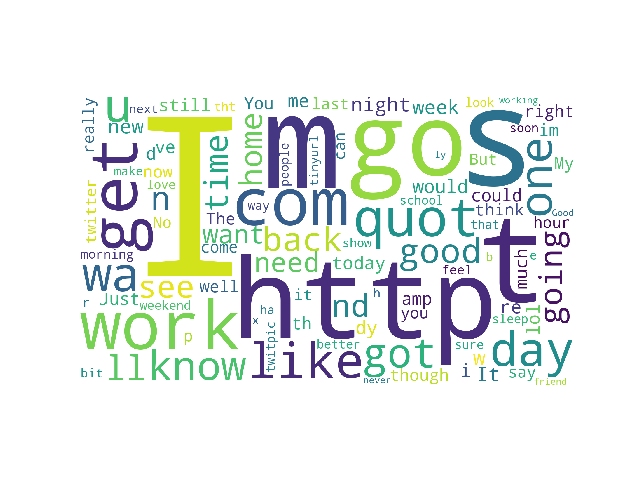 really
u
new
next
still
tht
You
me
last
night
week
look
working
right
I
m
go
s
t
http
get
d
ve
time
home
people
tinyurl
can
ly
soon
im
But
My
one
make
now
love
twitter
No
n
The
way
com
quot
would
school
could
think
that
Good
hour
want
back
show
good
going
morning
wa
see
come
well
need
today
feel
much
b
e
r
Just
weekend
work
p
ha
x
twitpic
it
th
h
nd
dy
amp
you
re
lol
sleep
day
bit
ll
know
like
better
never
got
though
sure
w
i
It
say
friend